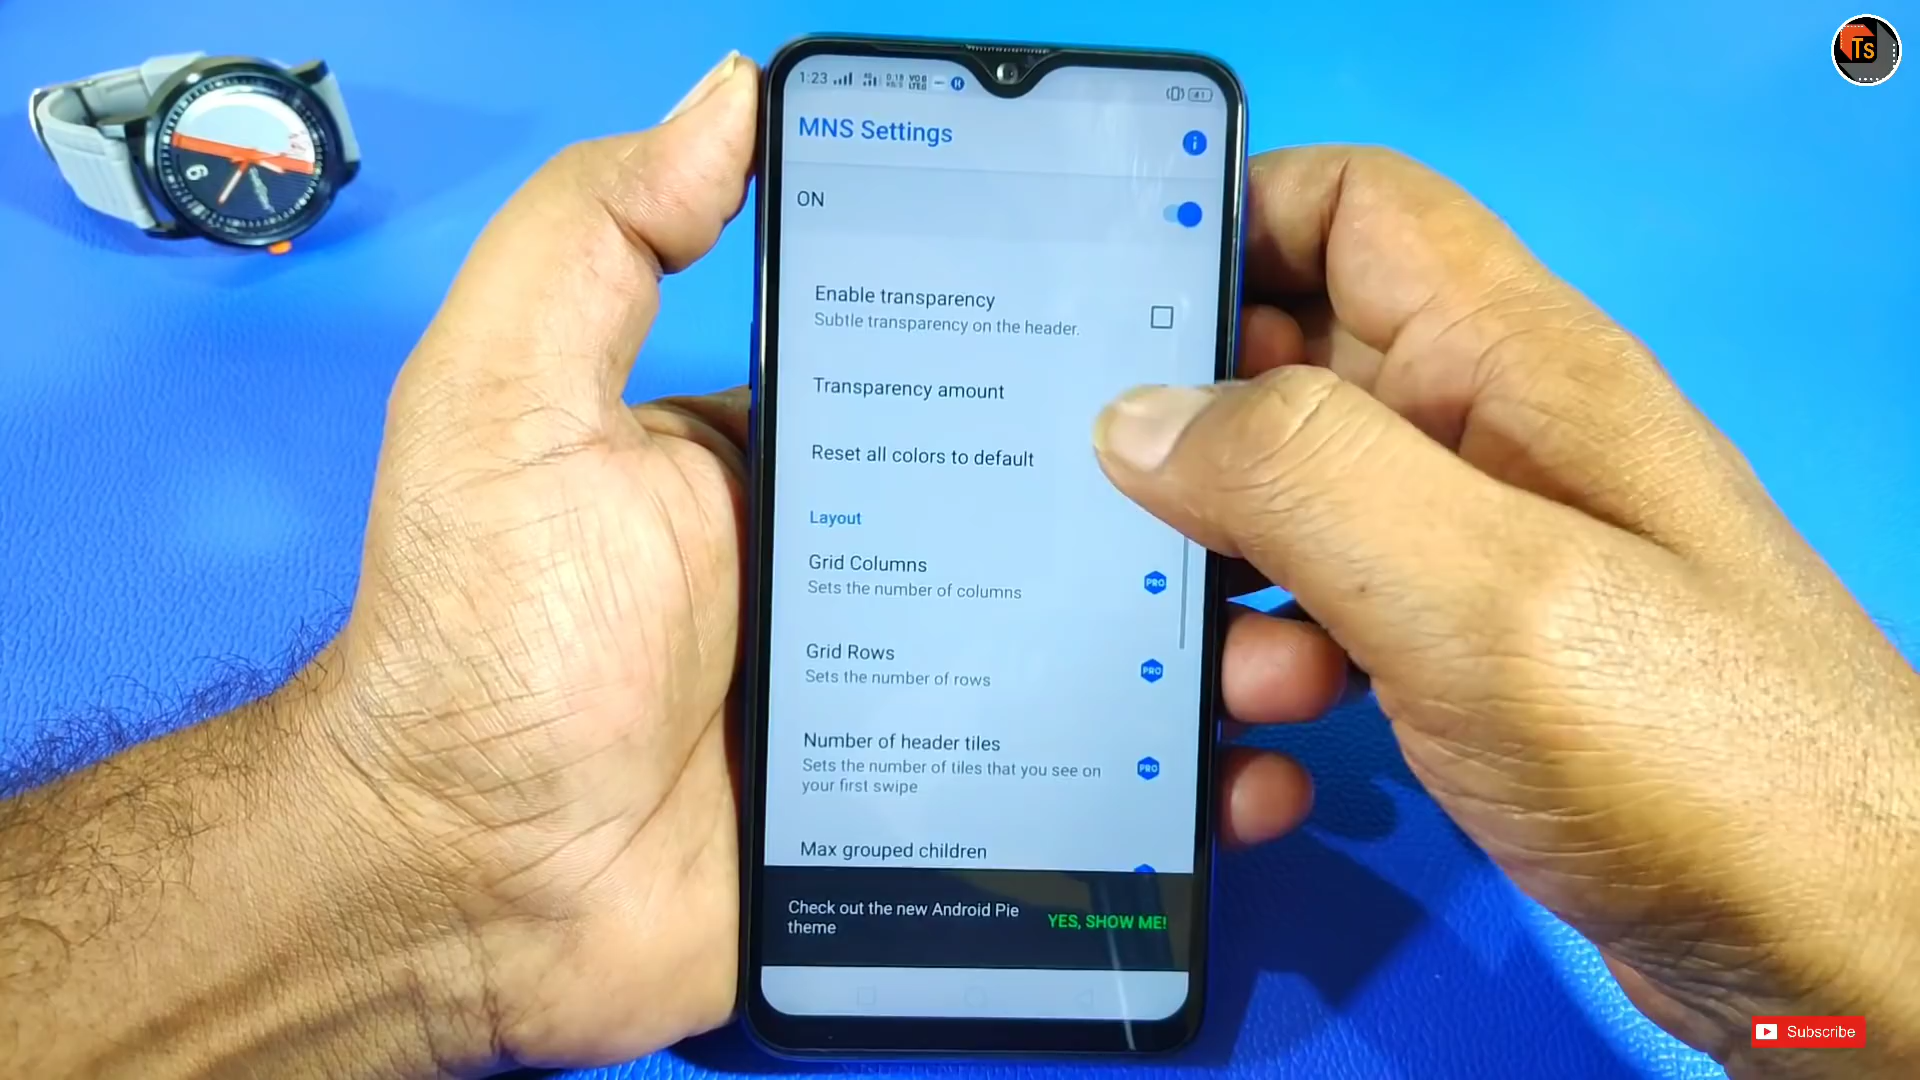 Ts
1:23
41
MNS Settings
ON
Enable transparency
Subtle transparency on the header.
Transparency amount
Reset all colors to default
Layout
Grid Columns
Sets the number of columns
PRO
Grid Rows
Sets the number of rows
PRO
Number of header tiles
Sets the number of tiles that you see on
your first swipe
PRO
Max grouped children
Check out the new Android Pie
theme
YES, SHOW ME!
6
Subscribe